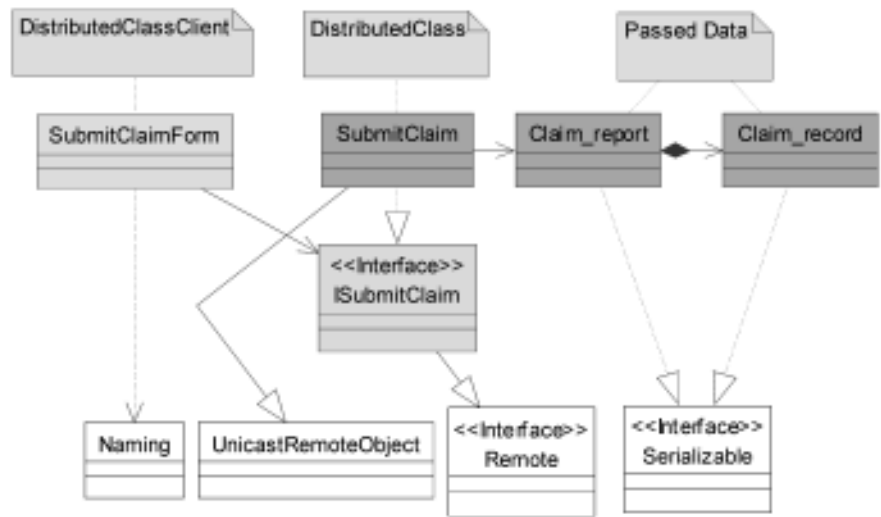 DistributedClassClient
DistributedClass
Passed Data
SubmitClaimForm
SubmitClaim
Claim_report
Claim_record
<<Interface>>
ISubmitClaim
Naming
UnicastRemoteObject
<<Interface>>
Remote
<<Interface>>
Serializable